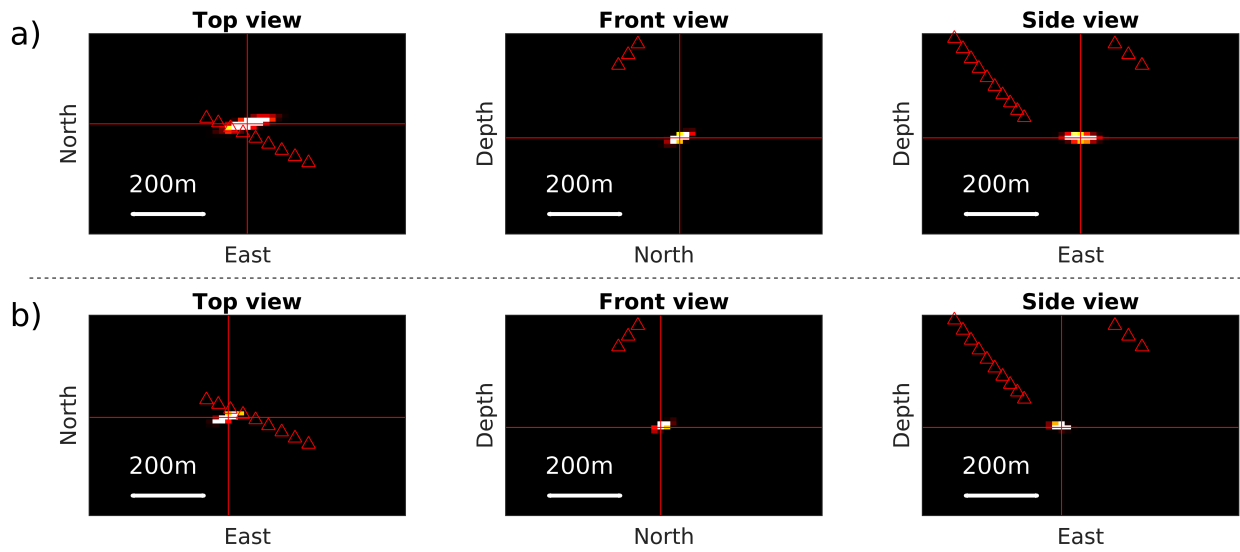 a)
Top view
Front view
Side view
North
200m
East
Depth
200m
North
Depth
200m
East
b)
Top view
Front view
Side view
North
200m
East
Depth
200m
North
Depth
200m
East